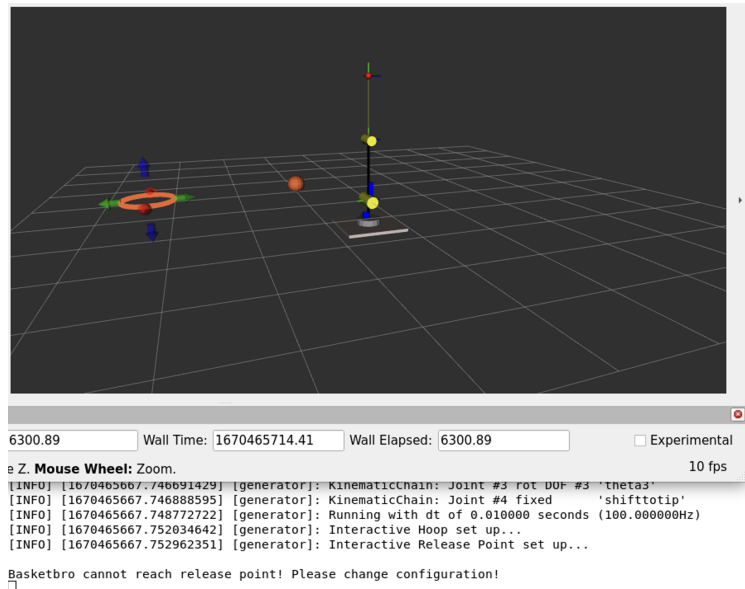 6300.89 Wall Time: 1670465714.41 Wall Elapsed: 6300.89 Experimental
e Z. Mouse Wheel: Zoom. 10 fps
[INFO] [1670465667.746691429] [generator]: KinematicChain: Joint #3 rot DOF #3 'theta3'
[INFO] [1670465667.746888595] [generator]: KinematicChain: Joint #4 fixed 'shifttotip'
[INFO] [1670465667.748772722] [generator]: Running with dt of 0.010000 seconds (100.000000Hz)
[INFO] [1670465667.752034642] [generator]: Interactive Hoop set up...
[INFO] [1670465667.752962351] [generator]: Interactive Release Point set up...
Basketbro cannot reach release point! Please change configuration!